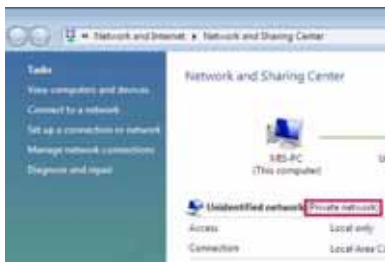 Network and Internet ▸ Network and Sharing Center
Tasks
View computers and devices
Connect to a network
Set up a connection or network
Manage network connections
Diagnose and repair
Network and Sharing Center
(This computer)
Unidentified network (Private network)
Access
Local only
Connection
Local Area C